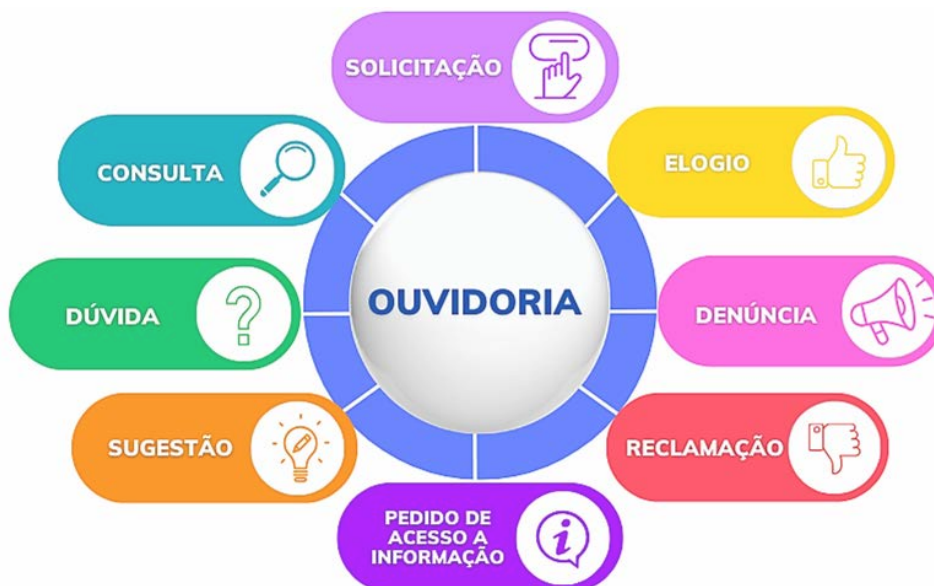 SOLICITAÇÃO
CONSULTA
ELOGIO
OUVIDORIA
DÚVIDA
?
DENÚNCIA
SUGESTÃO
RECLAMAÇÃO
PEDIDO DE
ACESSO A
INFORMAÇÃO
i